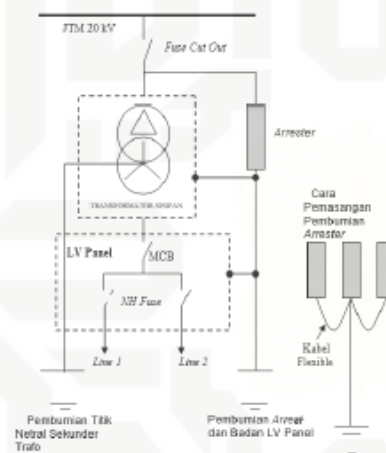 JTM 20 kV
Fuse Cut Out
Arrester
TRANSFORMATOR SISIPAN
Cara
Pemasangan
Pembumian
Arrester
LV Panel
MCB
NH Fuse
Line 1
Line 2
Kabel
Flexible
Pembumian Titik
Netral Sekunder
Trafo
Pembumian Arrest
dan Badan LV Panel